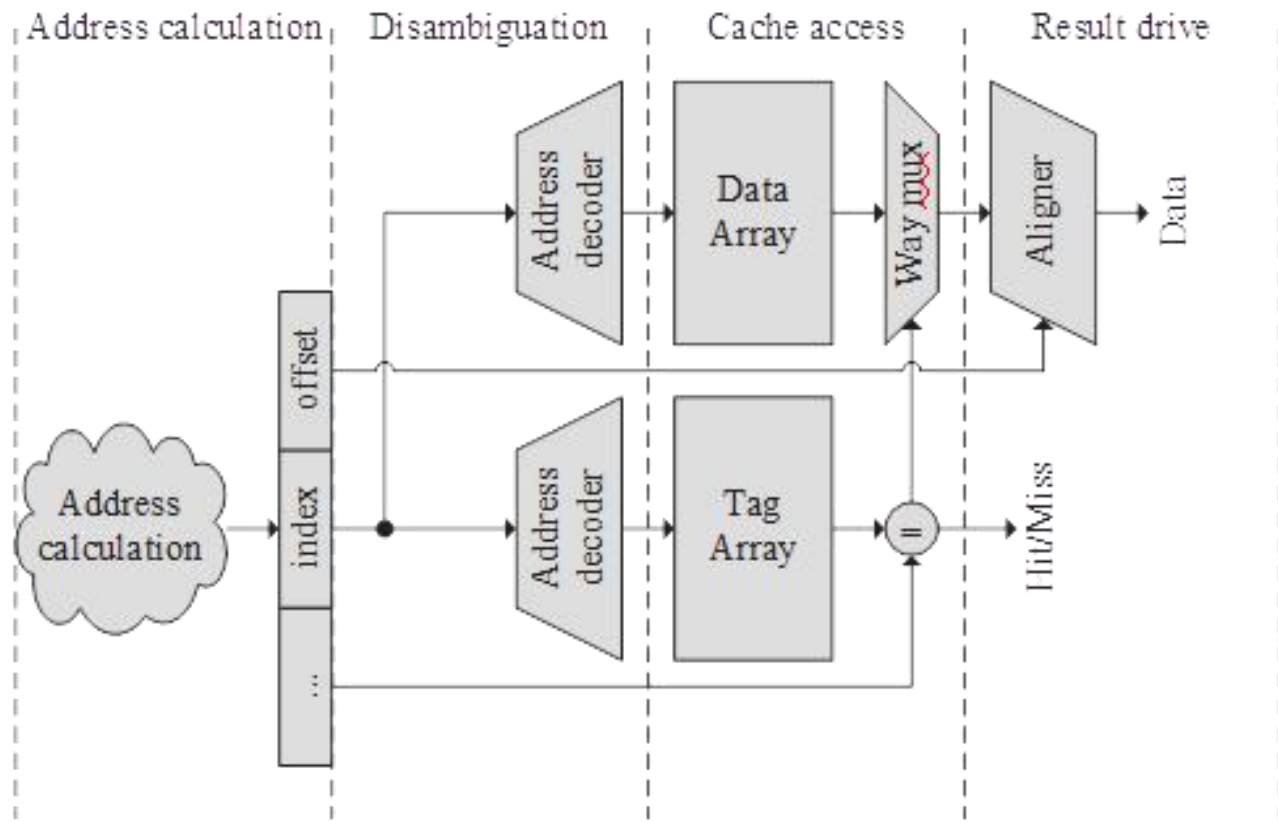 Address calculation
Disambiguation
Cache access
Result drive
Address
decoder
Data
Array
Way mux
Aligner
Data
offset
index
...
Address
calculation
Address
decoder
Tag
Array
=
Hit/Miss